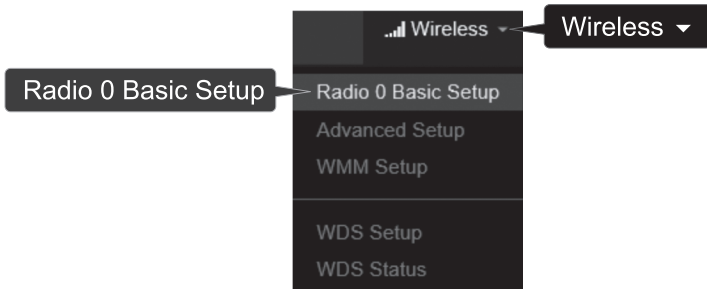 Wireless
Wireless
Radio 0 Basic Setup
Radio 0 Basic Setup
Advanced Setup
WMM Setup
WDS Setup
WDS Status